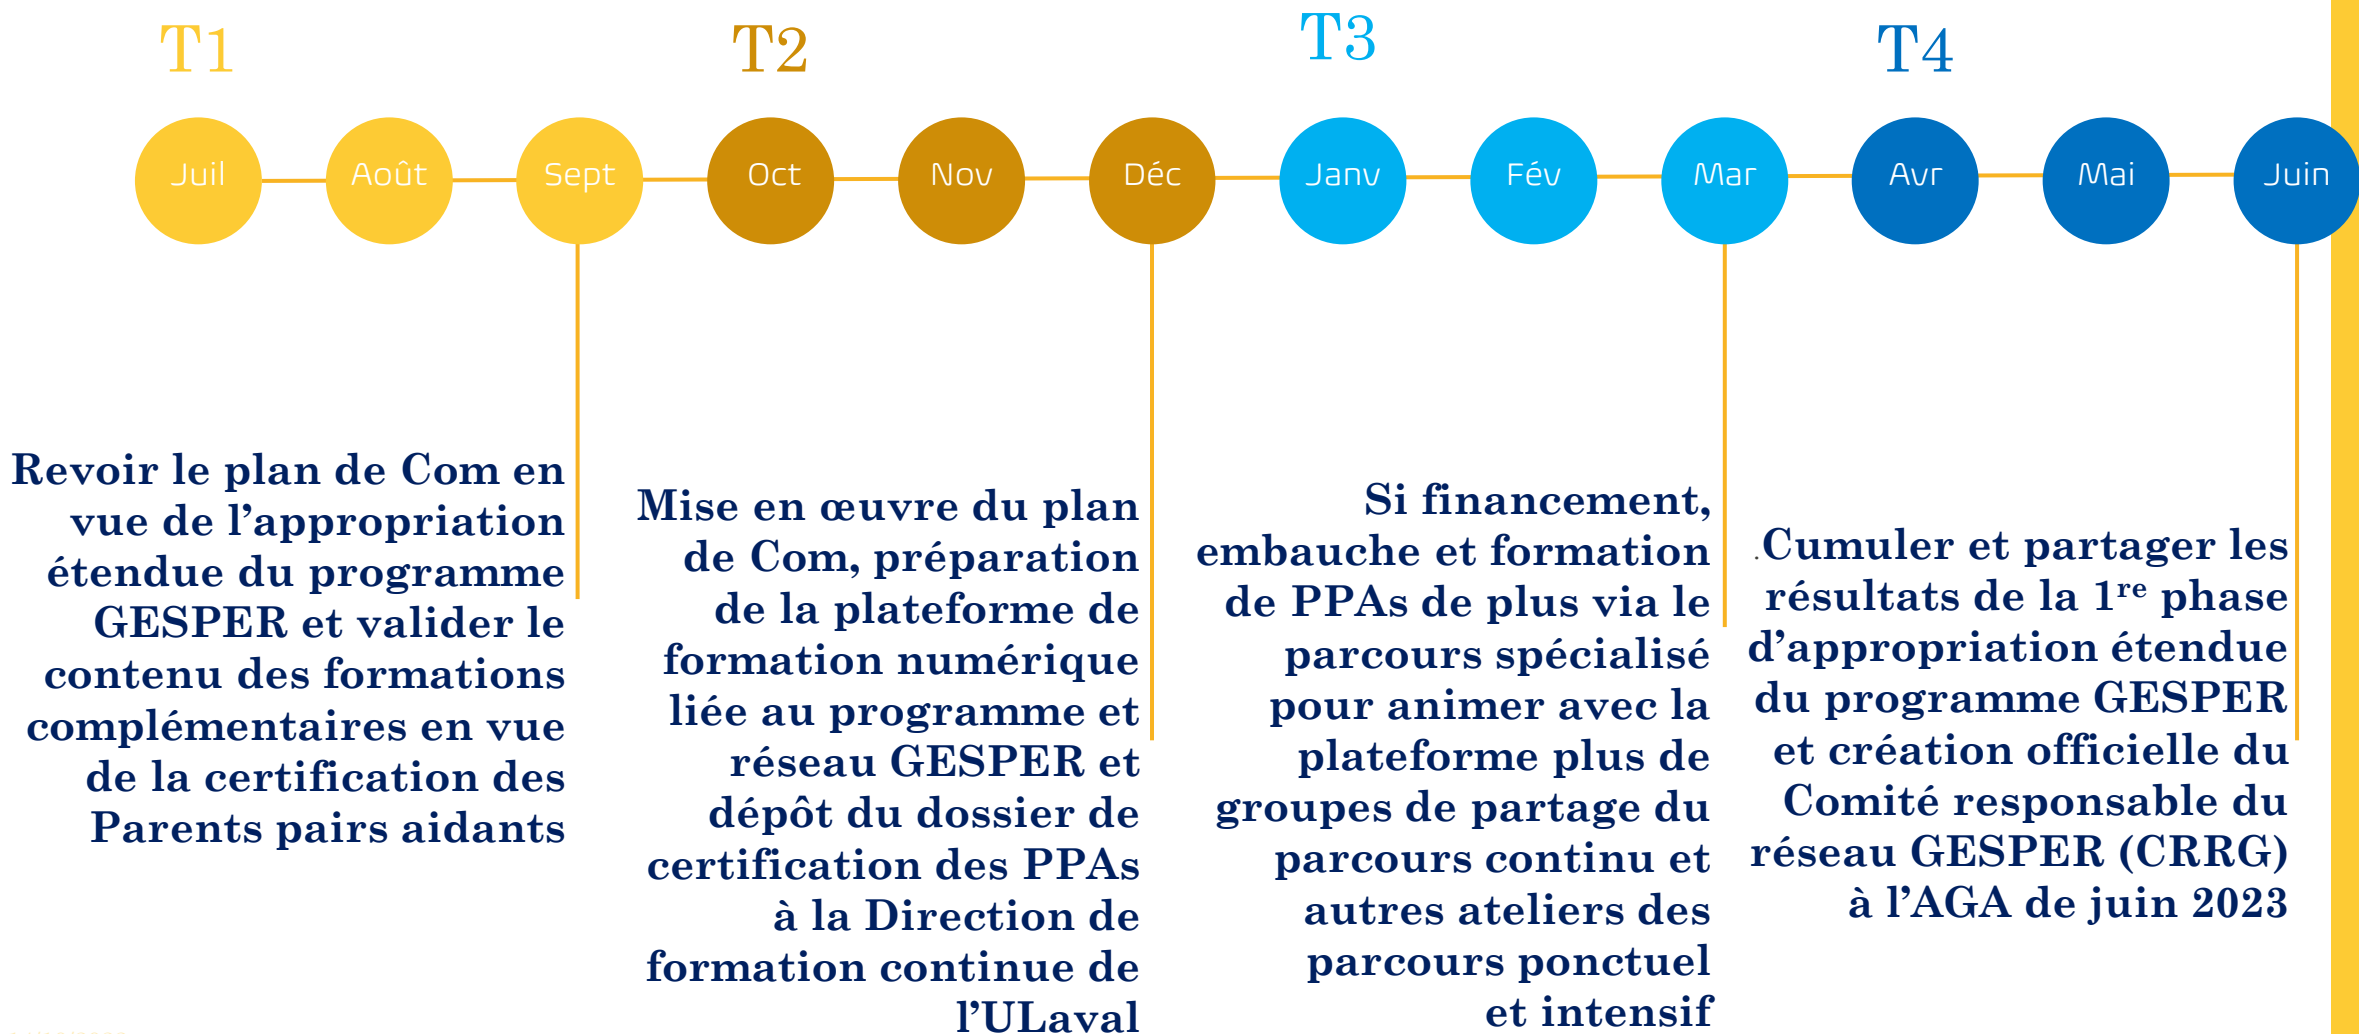 T1
T2
T3
T4
Juil
Août
Sept
Oct
Nov
Déc
Janv
Fév
Mar
Avr
Mai
Juin
Revoir le plan de Com en
vue de l’appropriation
étendue du programme
GESPER et valider le
contenu des formations
complémentaires en vue
de la certification des
Parents pairs aidants
Mise en œuvre du plan
de Com, préparation
de la plateforme de
formation numérique
liée au programme et
réseau GESPER et
dépôt du dossier de
certification des PPAs
à la Direction de
formation continue de
l’ULaval
Si financement,
embauche et formation
de PPAs de plus via le
parcours spécialisé
pour animer avec la
plateforme plus de
groupes de partage du
parcours continu et
autres ateliers des
parcours ponctuel
et intensif
.Cumuler et partager les
résultats de la 1re phase
d’appropriation étendue
du programme GESPER
et création officielle du
Comité responsable du
réseau GESPER (CRRG)
à l’AGA de juin 2023